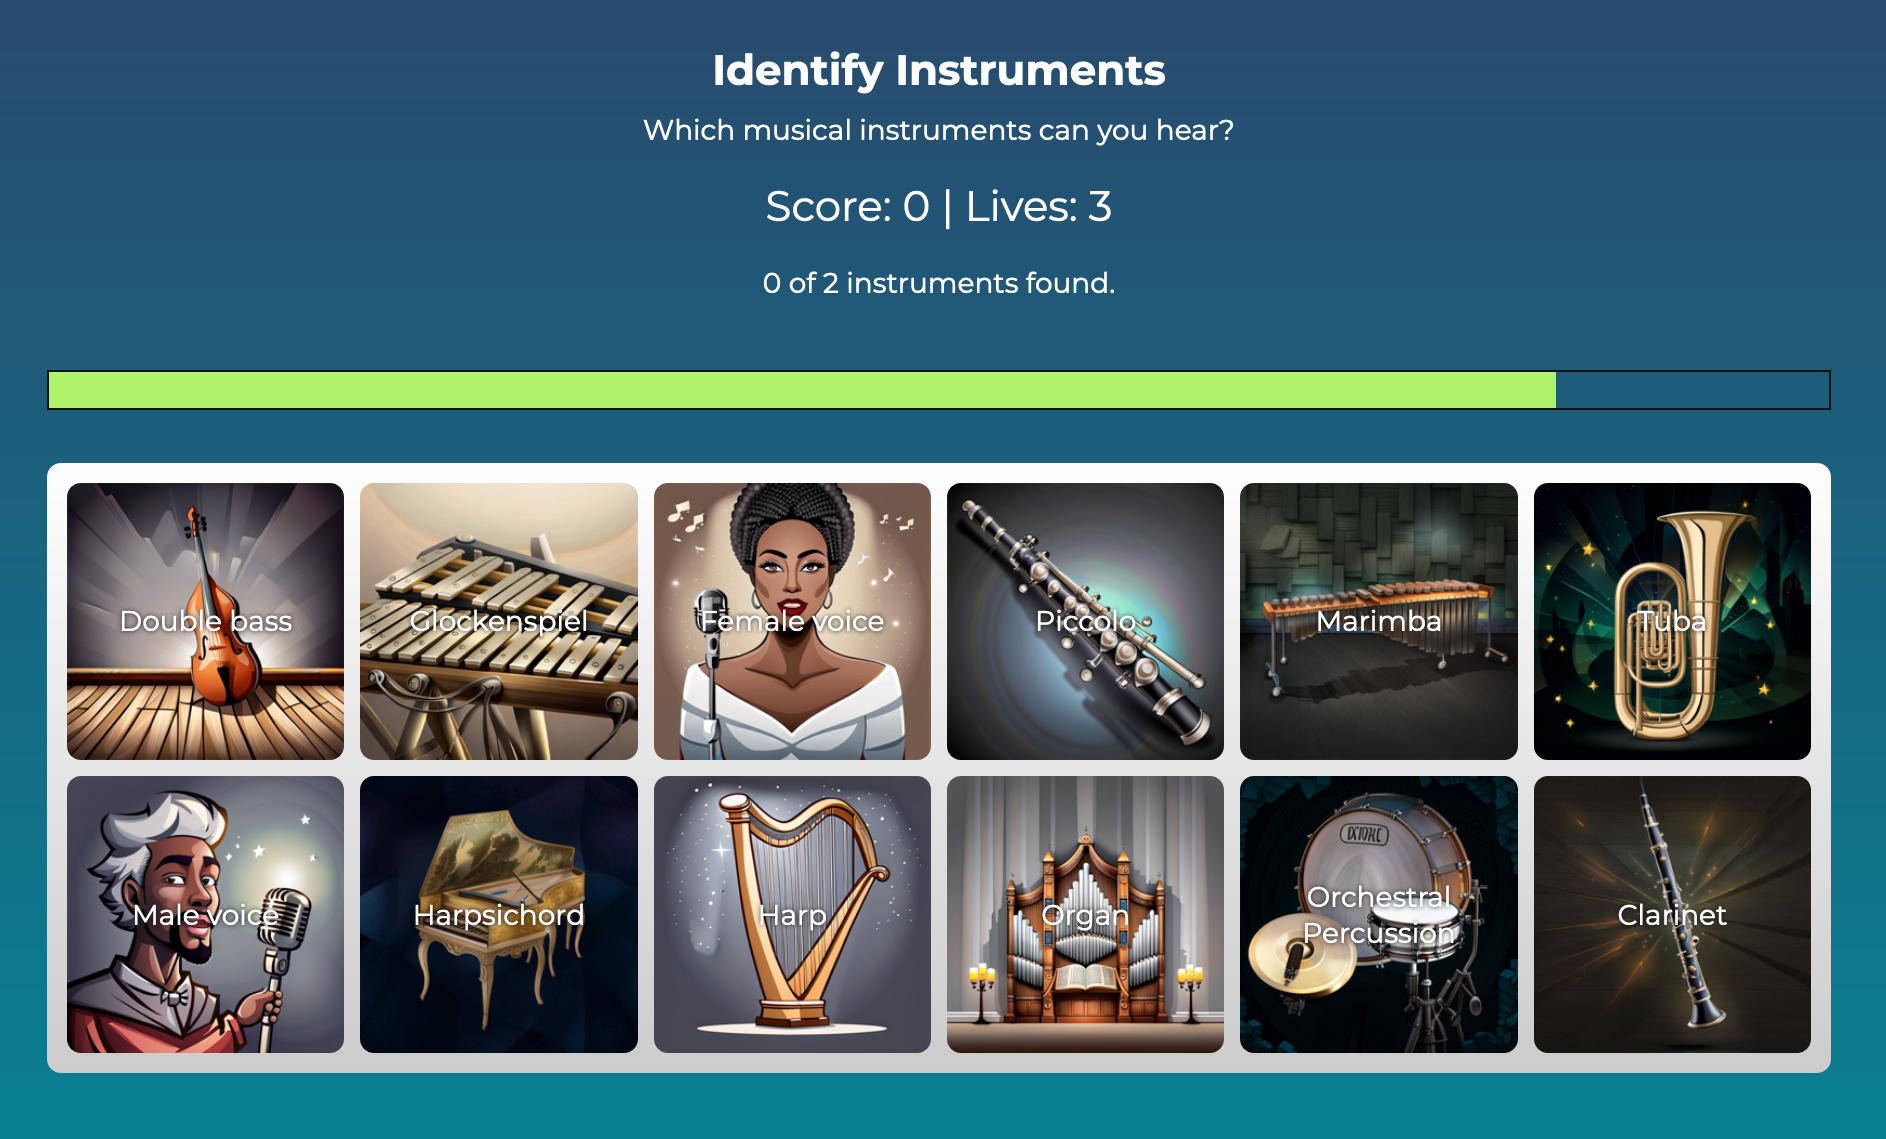 Identify Instruments
Which musical instruments can you hear?
Score: 0 | Lives: 3
0 of 2 instruments found.
Double bass
Glockenspiel
Female voice
Piccolo
Marimba
Tuba
Male voice
Harpsichord
Harp
Organ
Orchestral
Percussion
Clarinet